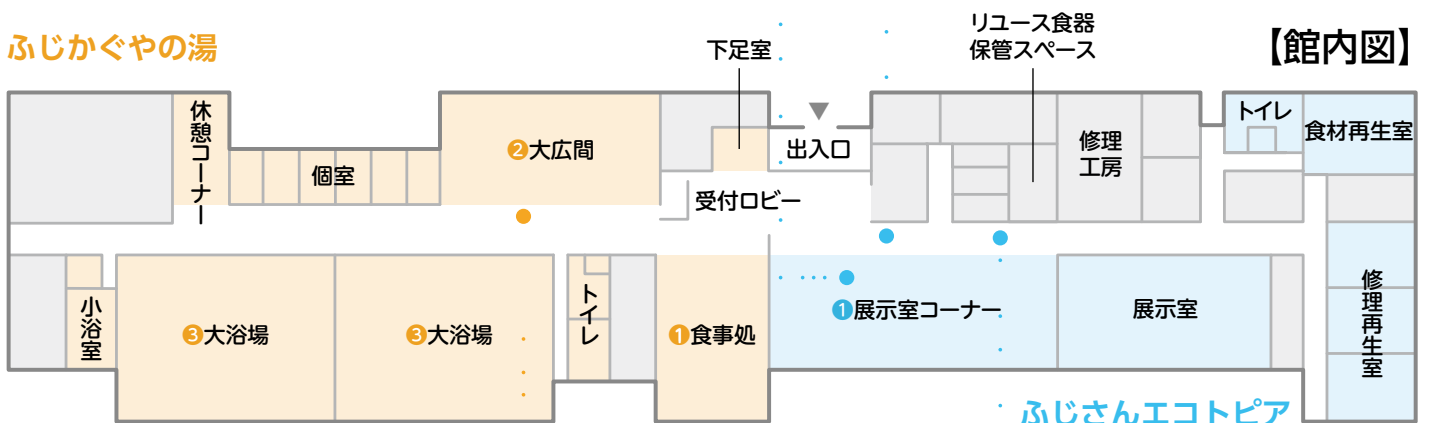 ふじかぐやの湯
【館内図】
リユース食器
保管スペース
下足室
休憩コーナー
個室
❷大広間
出入口
受付ロビー
修理
工房
トイレ
食材再生室
小浴室
❸大浴場
❸大浴場
トイレ
❶食事処
❶展示室コーナー
展示室
修理再生室
ふじさんエコトピア